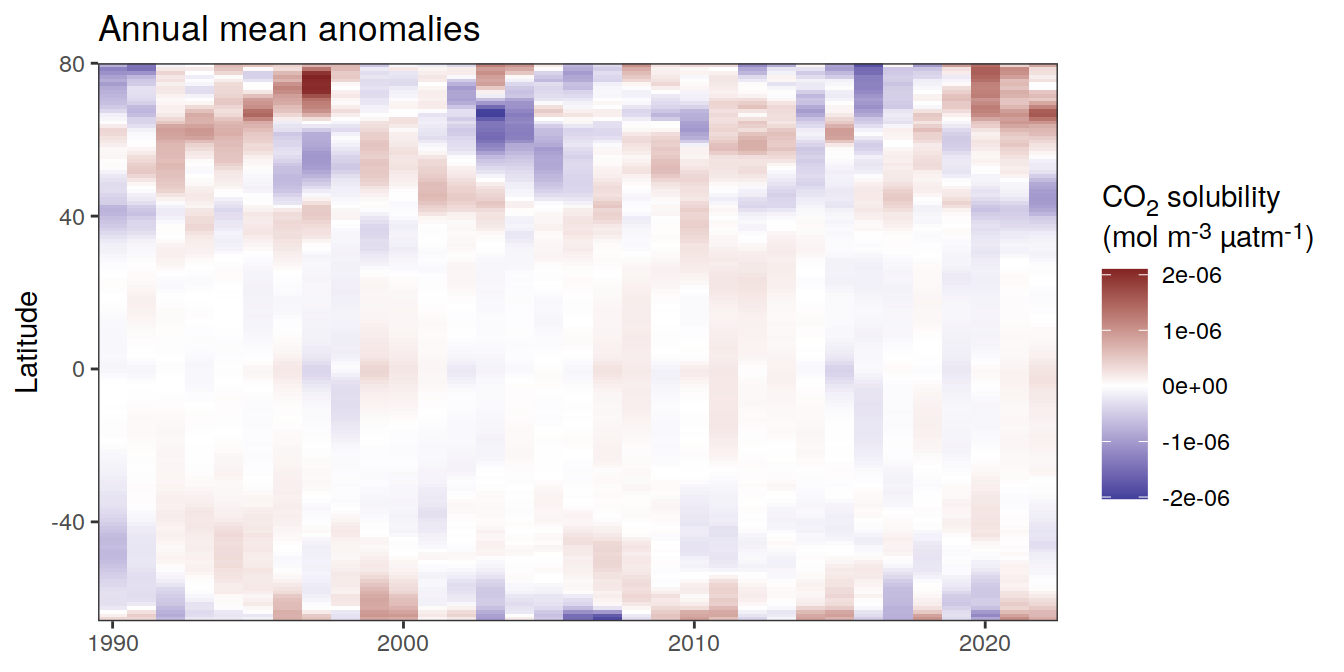 Annual mean anomalies
80
40
0
-40
Latitude
1990
2000
2010
2020
CO2 solubility
(mol m-3 µatm-1)
2e-06
1e-06
0e+00
-1e-06
-2e-06